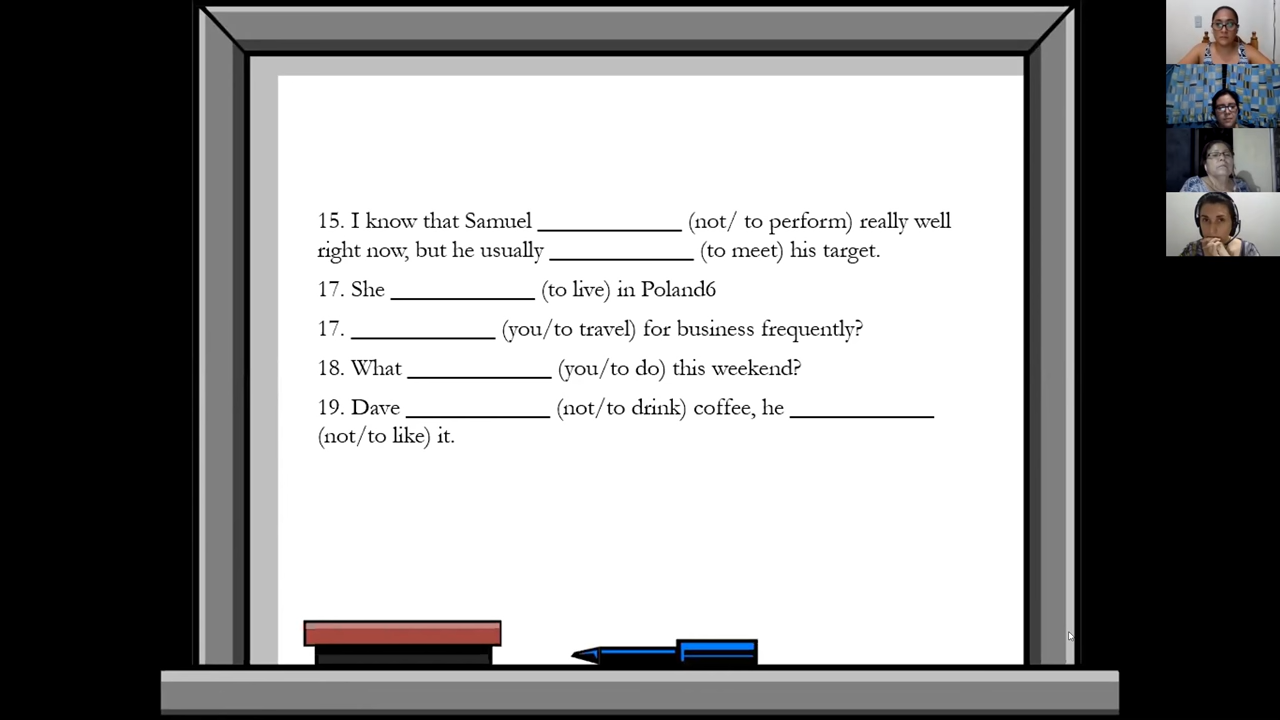 15. I know that Samuel _____________ (not/ to perform) really well
right now, but he usually _____________ (to meet) his target.
17. She _____________ (to live) in Poland6
17. _____________ (you/to travel) for business frequently?
18. What _____________ (you/to do) this weekend?
19. Dave _____________ (not/to drink) coffee, he _____________
(not/to like) it.